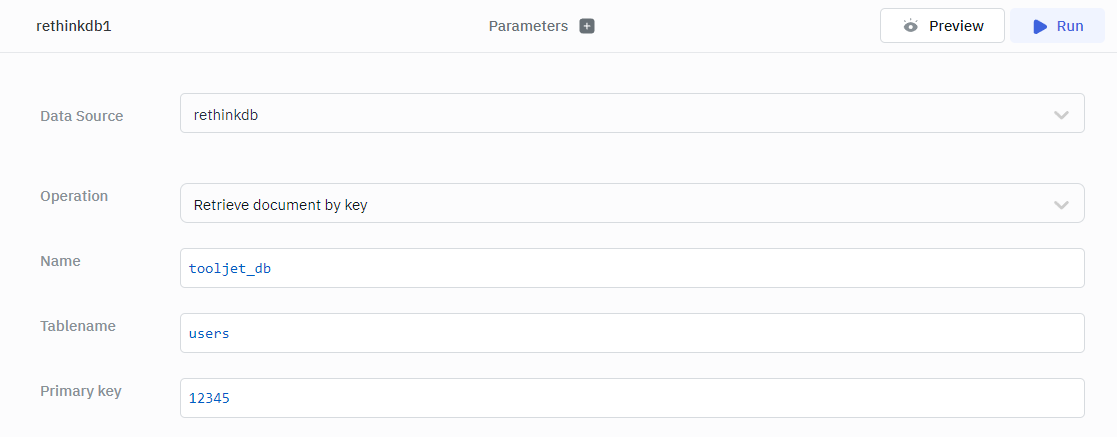 rethinkdb1
Parameters
Preview
Run
Data Source
rethinkdb
Operation
Retrieve document by key
Name
tooljet_db
Tablename
users
Primary key
12345